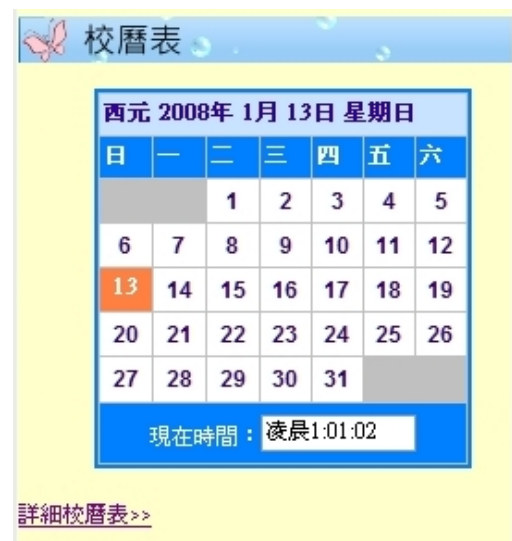 校曆表
西元 2008年 1月 13日 星期日
日 一 二 三 四 五 六
1 2 3 4 5
6 7 8 9 10 11 12
13 14 15 16 17 18 19
20 21 22 23 24 25 26
27 28 29 30 31
現在時間：凌晨1:01:02
詳細校曆表>>